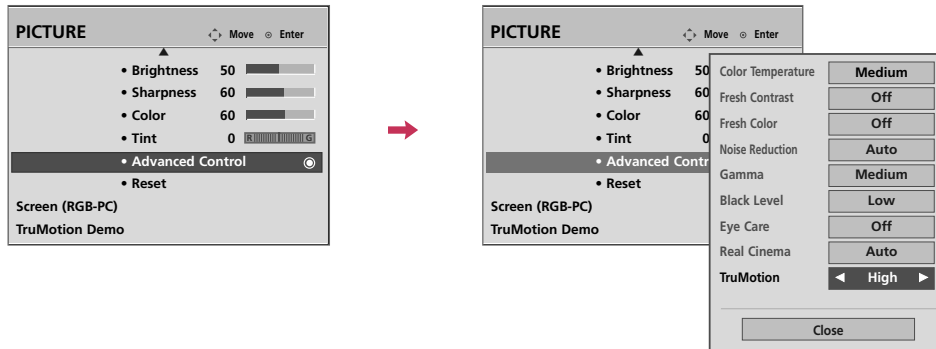 PICTURE Move Enter
• Brightness 50
• Sharpness 60
• Color 60
• Tint 0 R G
• Advanced Control
• Reset
Screen (RGB-PC)
TruMotion Demo
PICTURE Move Enter
• Brightness 50
• Sharpness 60
• Color 60
• Tint 0
• Advanced Contr
• Reset
Screen (RGB-PC)
TruMotion Demo
Color Temperature Medium
Fresh Contrast Off
Fresh Color Off
Noise Reduction Auto
Gamma Medium
Black Level Low
Eye Care Off
Real Cinema Auto
TruMotion ◀ High ▶
Close